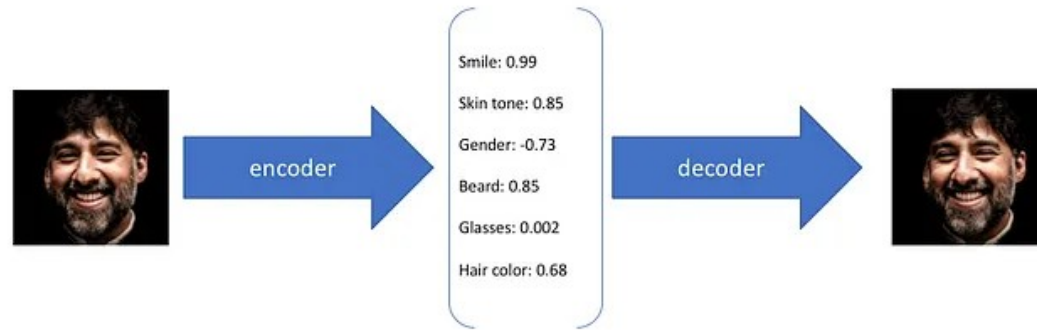 encoder
Smile: 0.99
Skin tone: 0.85
Gender: -0.73
Beard: 0.85
Glasses: 0.002
Hair color: 0.68
decoder